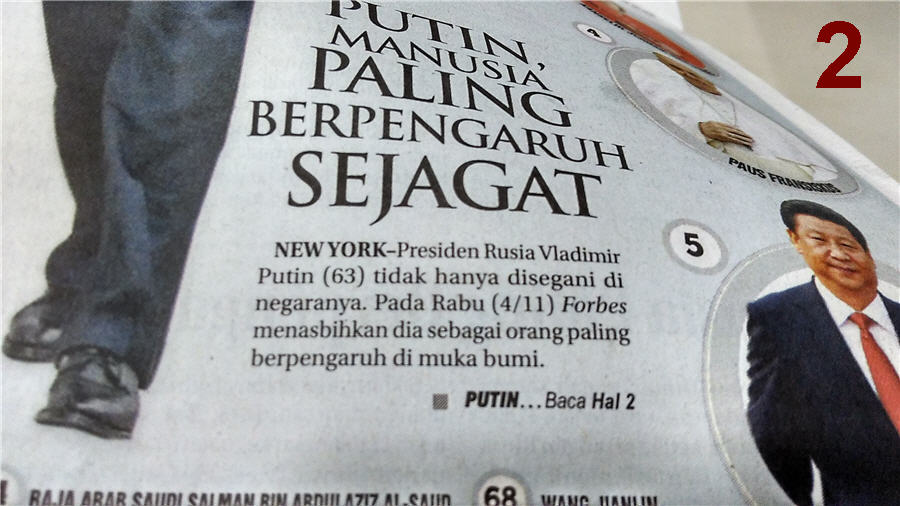 PUTIN,
MANUSIA
PALING
BERPENGARUH
SEJAGAT
NEW YORK–Presiden Rusia Vladimir
Putin (63) tidak hanya disegani di
negaranya. Pada Rabu (4/11) Forbes
menasbihkan dia sebagai orang paling
berpengaruh di muka bumi.
PUTIN...Baca Hal 2
2
4
PAUS FRANSISKUS
5
RAJA ARAB SAUDI SALMAN BIN ABDULAZIZ AL-SAUD
68
WANG JIANLIN